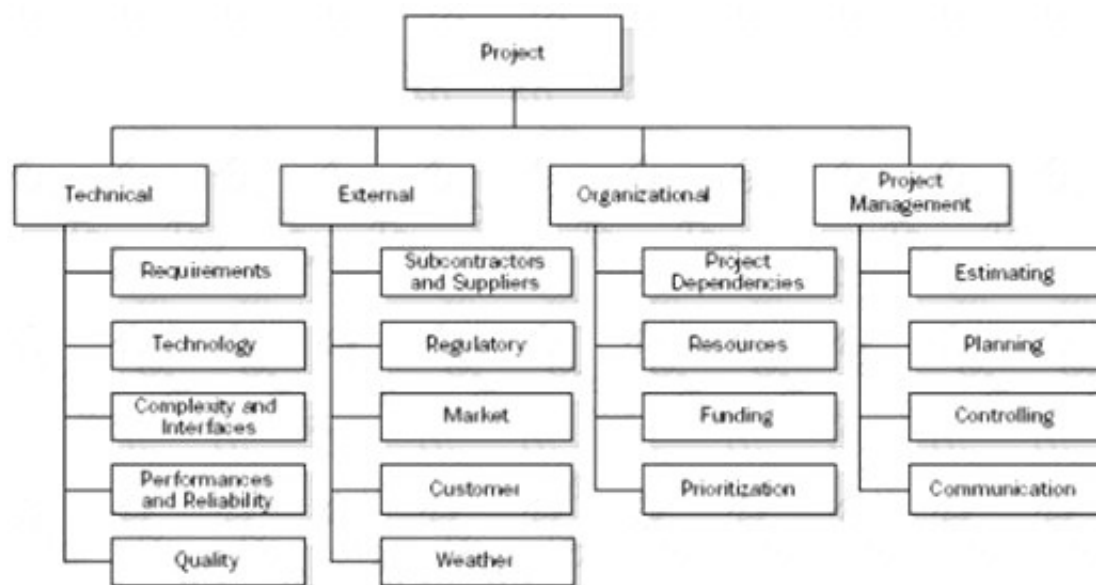 Project
Technical
External
Organizational
Project
Management
Requirements
Technology
Complexity and
Interfaces
Performances
and Reliability
Quality
Subcontractors
and Suppliers
Regulatory
Market
Customer
Weather
Project
Dependencies
Resources
Funding
Prioritization
Estimating
Planning
Controlling
Communication